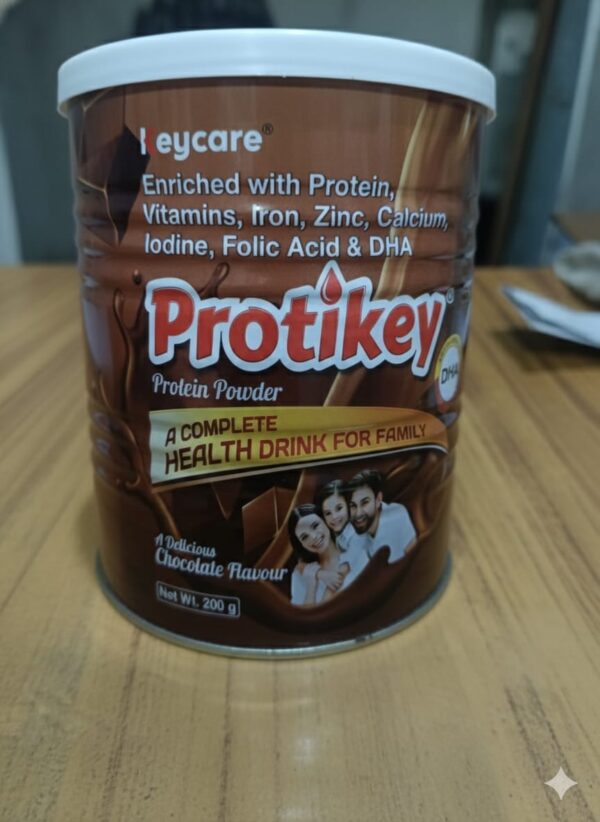 Keycare®
Enriched with Protein,
Vitamins, Iron, Zinc, Calcium,
Iodine, Folic Acid & DHA
Protikey®
DHA
Protein Powder
A COMPLETE
HEALTH DRINK FOR FAMILY
A Delicious
Chocolate Flavour
Net Wt. 200 g